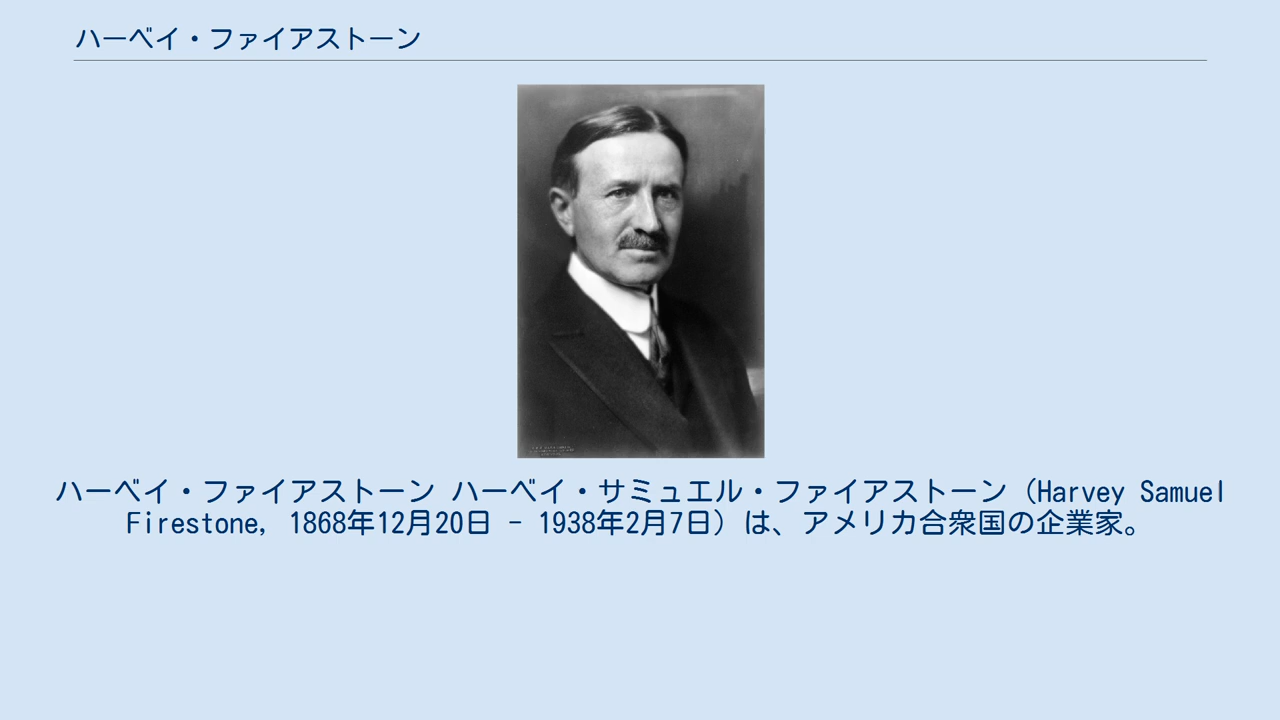 ハーベイ・ファイアストーン
ハーベイ・ファイアストーン ハーベイ・サミュエル・ファイアストーン（Harvey Samuel
Firestone, 1868年12月20日 - 1938年2月7日）は、アメリカ合衆国の企業家。